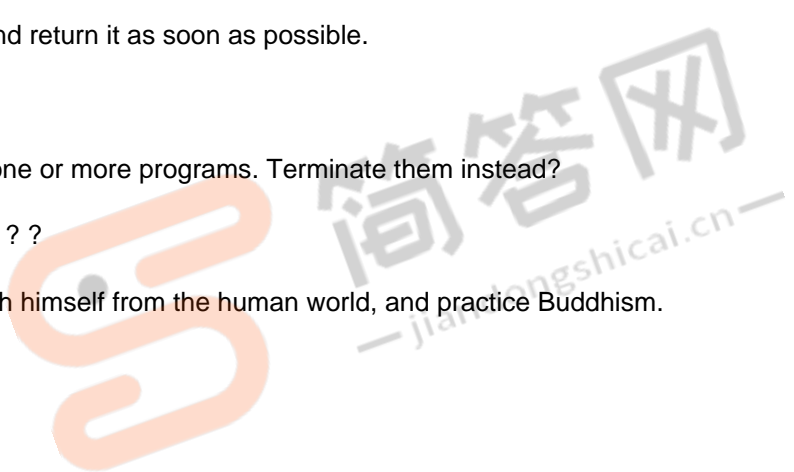 nd return it as soon as possible.
one or more programs. Terminate them instead?
? ?
h himself from the human world, and practice Buddhism.
简答网
jiandongshicai.cn